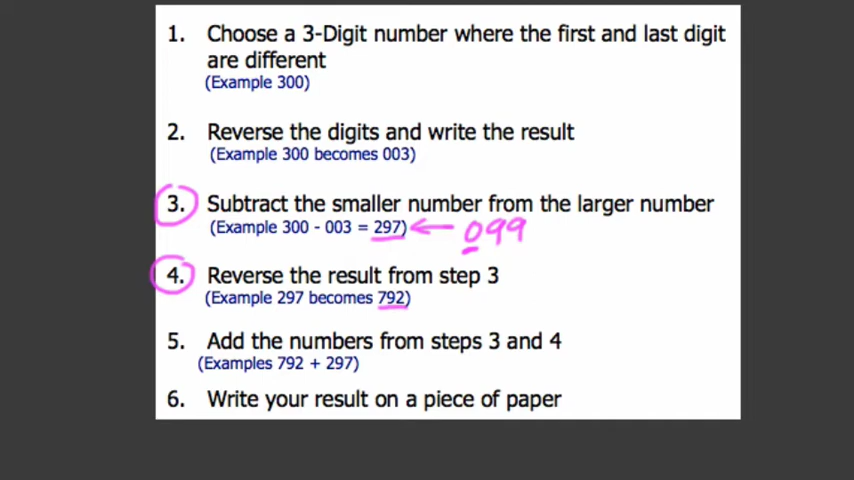 1. Choose a 3-Digit number where the first and last digit
are different
(Example 300)
2. Reverse the digits and write the result
(Example 300 becomes 003)
3. Subtract the smaller number from the larger number
(Example 300 - 003 = 297) ← 099
4. Reverse the result from step 3
(Example 297 becomes 792)
5. Add the numbers from steps 3 and 4
(Examples 792 + 297)
6. Write your result on a piece of paper